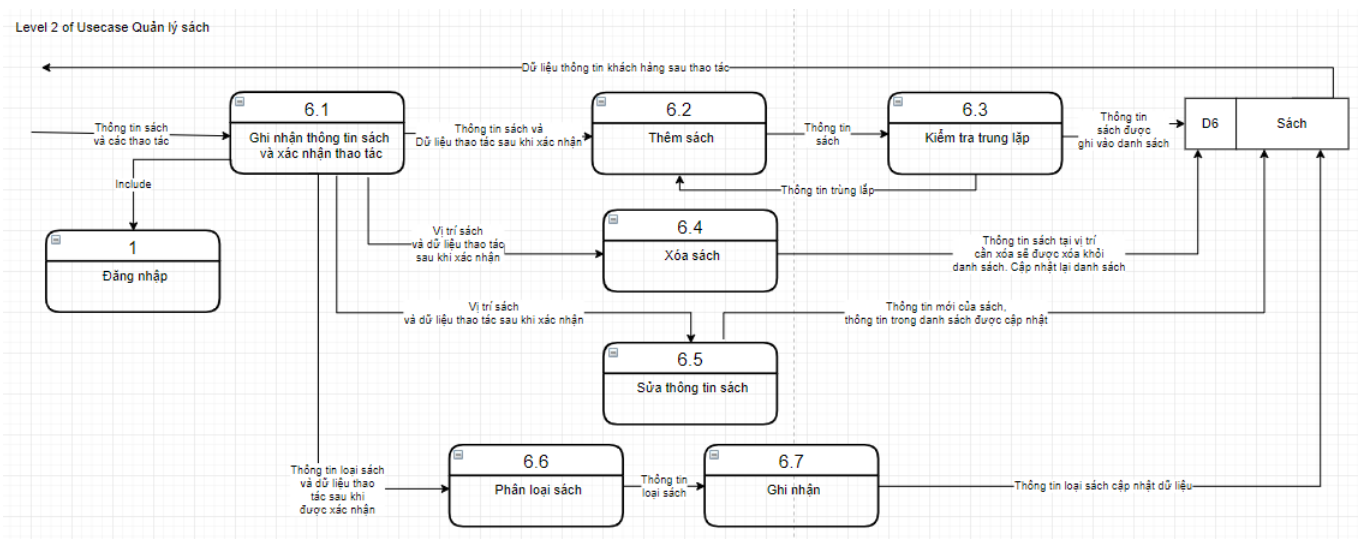 Level 2 of Usecase Quản lý sách
Dữ liệu thông tin khách hàng sau thao tác
6.1
Ghi nhận thông tin sách
và xác nhận thao tác
6.2
Thêm sách
6.3
Kiểm tra trung lặp
D6
Sách
Thông tin sách
và các thao tác
Thông tin sách và
Dữ liệu thao tác sau khi xác nhận
Thông tin
sách
Thông tin
sách được
ghi vào danh sách
Include
Thông tin trùng lắp
1
Đăng nhập
Vị trí sách
và dữ liệu thao tác
sau khi xác nhận
6.4
Xóa sách
Thông tin sách tại vị trí
cần xóa sẽ được xóa khỏi
danh sách. Cập nhật lại danh sách
Vị trí sách
và dữ liệu thao tác sau khi xác nhận
Thông tin mới của sách,
thông tin trong danh sách được cập nhật
6.5
Sửa thông tin sách
Thông tin loại sách
và dữ liệu thao
tác sau khi
được xác nhận
6.6
Phân loại sách
Thông tin
loại sách
6.7
Ghi nhận
Thông tin loại sách cập nhật dữ liệu